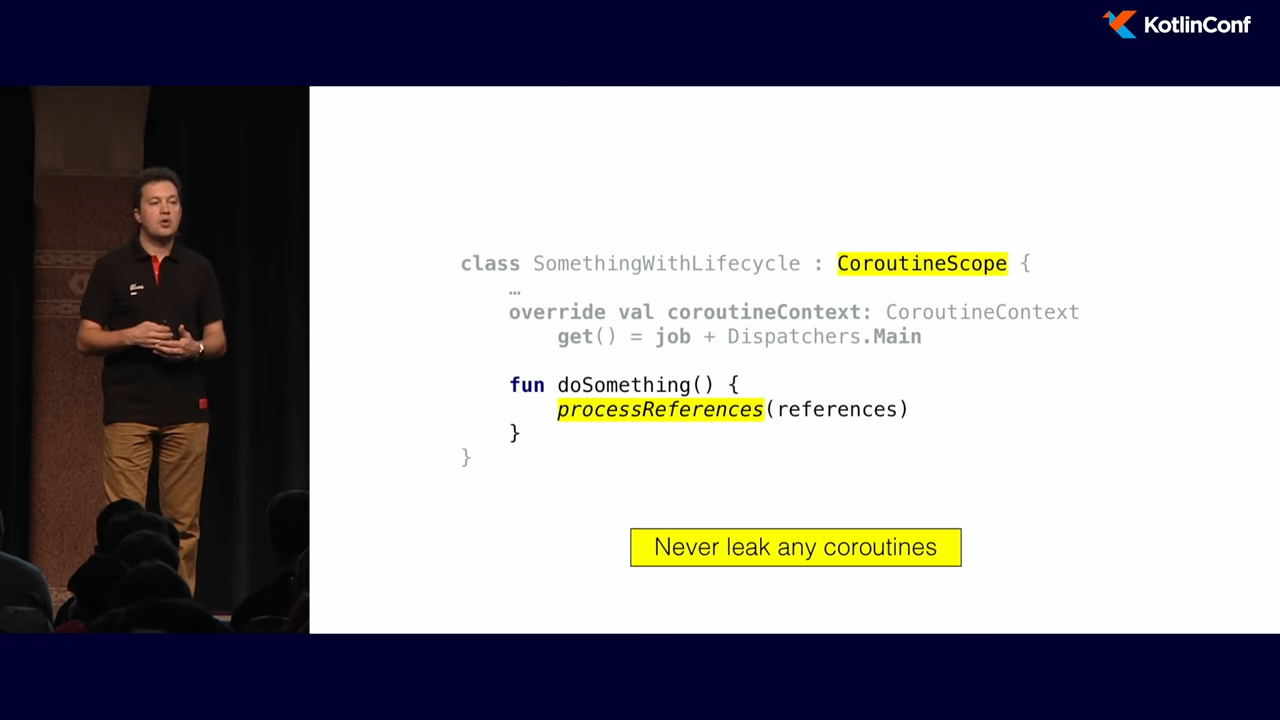 KotlinConf
class SomethingWithLifecycle : CoroutineScope {
…
override val coroutineContext: CoroutineContext
get() = job + Dispatchers.Main
fun doSomething() {
processReferences(references)
}
}
Never leak any coroutines